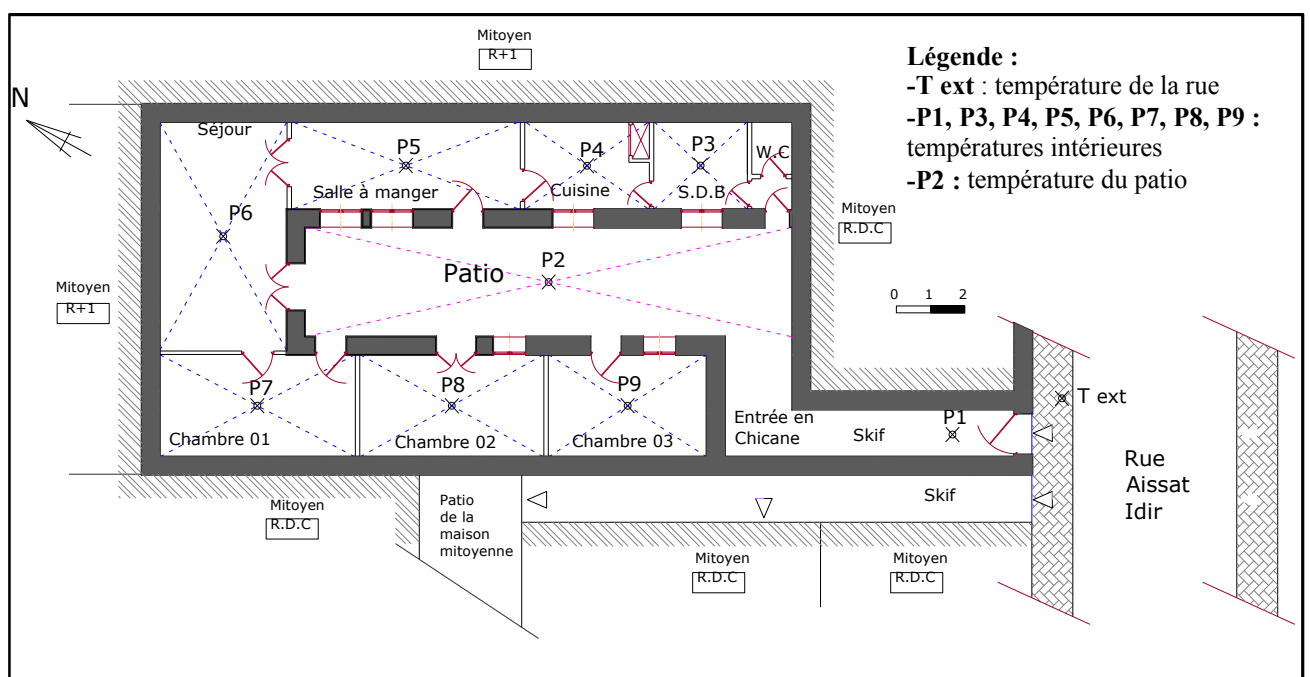 Mitoyen
R+1
Légende :
-T ext : température de la rue
-P1, P3, P4, P5, P6, P7, P8, P9 :
températures intérieures
-P2 : température du patio
N
Séjour
P5
P4
P3
W.C
Salle à manger
Cuisine
S.D.B
P6
Mitoyen
R.D.C
Patio
P2
Mitoyen
R+1
0 1 2
P7
P8
P9
T ext
Chambre 01
Chambre 02
Chambre 03
Entrée en
Chicane
Skif
P1
Rue
Aissat
Idir
Mitoyen
R.D.C
Patio
de la
maison
mitoyenne
Skif
Mitoyen
R.D.C
Mitoyen
R.D.C